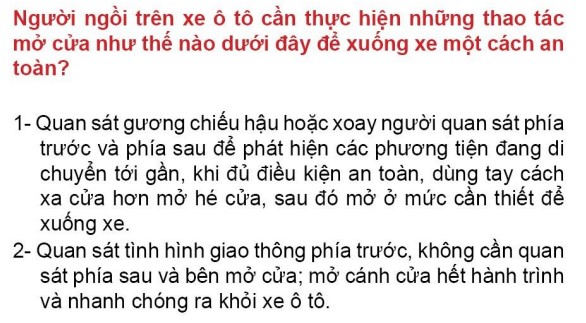 Người ngồi trên xe ô tô cần thực hiện những thao tác
mở cửa như thế nào dưới đây để xuống xe một cách an
toàn?
1- Quan sát gương chiếu hậu hoặc xoay người quan sát phía
trước và phía sau để phát hiện các phương tiện đang di
chuyển tới gần, khi đủ điều kiện an toàn, dùng tay cách
xa cửa hơn mở hé cửa, sau đó mở ở mức cần thiết để
xuống xe.
2- Quan sát tình hình giao thông phía trước, không cần quan
sát phía sau và bên mở cửa; mở cánh cửa hết hành trình
và nhanh chóng ra khỏi xe ô tô.